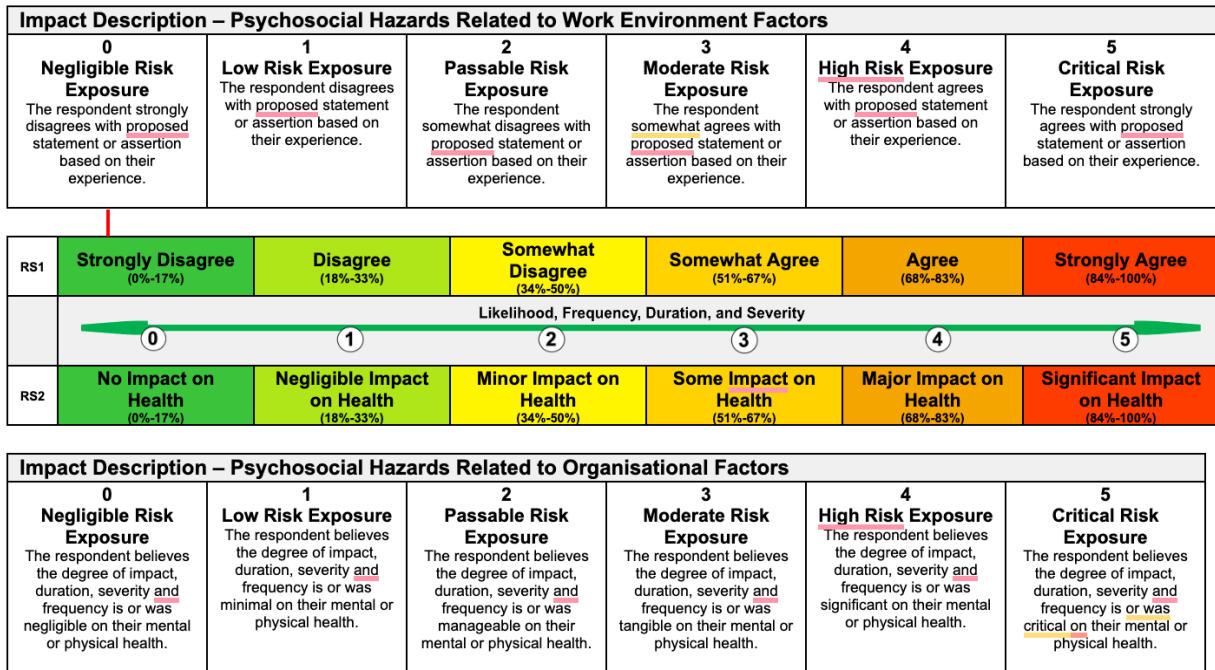 Impact Description – Psychosocial Hazards Related to Work Environment Factors
0
Negligible Risk
Exposure
The respondent strongly
disagrees with proposed
statement or assertion
based on their
experience.
1
Low Risk Exposure
The respondent disagrees
with proposed statement
or assertion based on
their experience.
2
Passable Risk
Exposure
The respondent
somewhat disagrees with
proposed statement or
assertion based on their
experience.
3
Moderate Risk
Exposure
The respondent
somewhat agrees with
proposed statement or
assertion based on their
experience.
4
High Risk Exposure
The respondent agrees
with proposed statement
or assertion based on
their experience.
5
Critical Risk
Exposure
The respondent strongly
agrees with proposed
statement or assertion
based on their experience.
RS1
Strongly Disagree
(0%-17%)
Disagree
(18%-33%)
Somewhat
Disagree
(34%-50%)
Somewhat Agree
(51%-67%)
Agree
(68%-83%)
Strongly Agree
(84%-100%)
Likelihood, Frequency, Duration, and Severity
0
1
2
3
4
5
RS2
No Impact on
Health
(0%-17%)
Negligible Impact
on Health
(18%-33%)
Minor Impact on
Health
(34%-50%)
Some Impact on
Health
(51%-67%)
Major Impact on
Health
(68%-83%)
Significant Impact
on Health
(84%-100%)
Impact Description – Psychosocial Hazards Related to Organisational Factors
0
Negligible Risk
Exposure
The respondent believes
the degree of impact,
duration, severity and
frequency is or was
negligible on their mental
or physical health.
1
Low Risk Exposure
The respondent believes
the degree of impact,
duration, severity and
frequency is or was
minimal on their mental or
physical health.
2
Passable Risk
Exposure
The respondent believes
the degree of impact,
duration, severity and
frequency is or was
manageable on their
mental or physical health.
3
Moderate Risk
Exposure
The respondent believes
the degree of impact,
duration, severity and
frequency is or was
tangible on their mental or
physical health.
4
High Risk Exposure
The respondent believes
the degree of impact,
duration, severity and
frequency is or was
significant on their mental
or physical health.
5
Critical Risk
Exposure
The respondent believes
the degree of impact,
duration, severity and
frequency is or was
critical on their mental or
physical health.